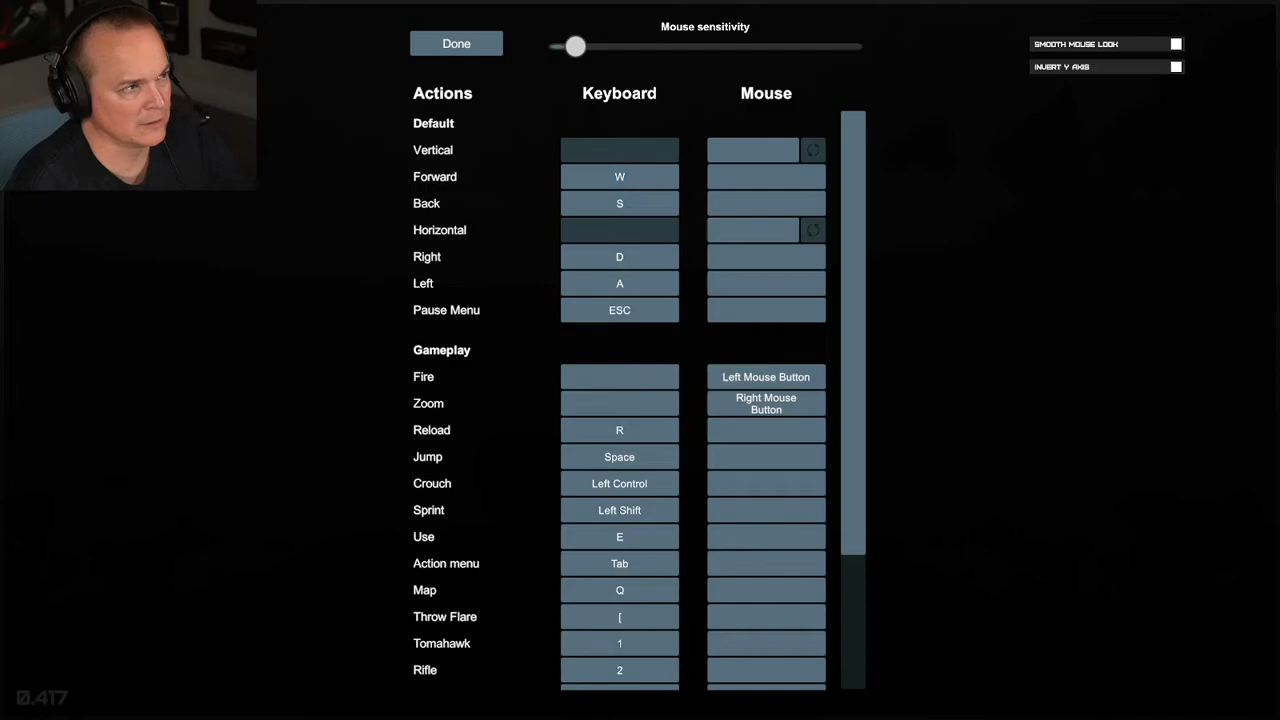 Mouse sensitivity
Done
SMOOTH MOUSE LOOK
INVERT Y AXIS
Actions Keyboard Mouse
Default
Vertical
Forward W
Back S
Horizontal
Right D
Left A
Pause Menu ESC
Gameplay
Fire Left Mouse Button
Zoom Right Mouse
Button
Reload R
Jump Space
Crouch Left Control
Sprint Left Shift
Use E
Action menu Tab
Map Q
Throw Flare [
Tomahawk 1
Rifle 2
0.417